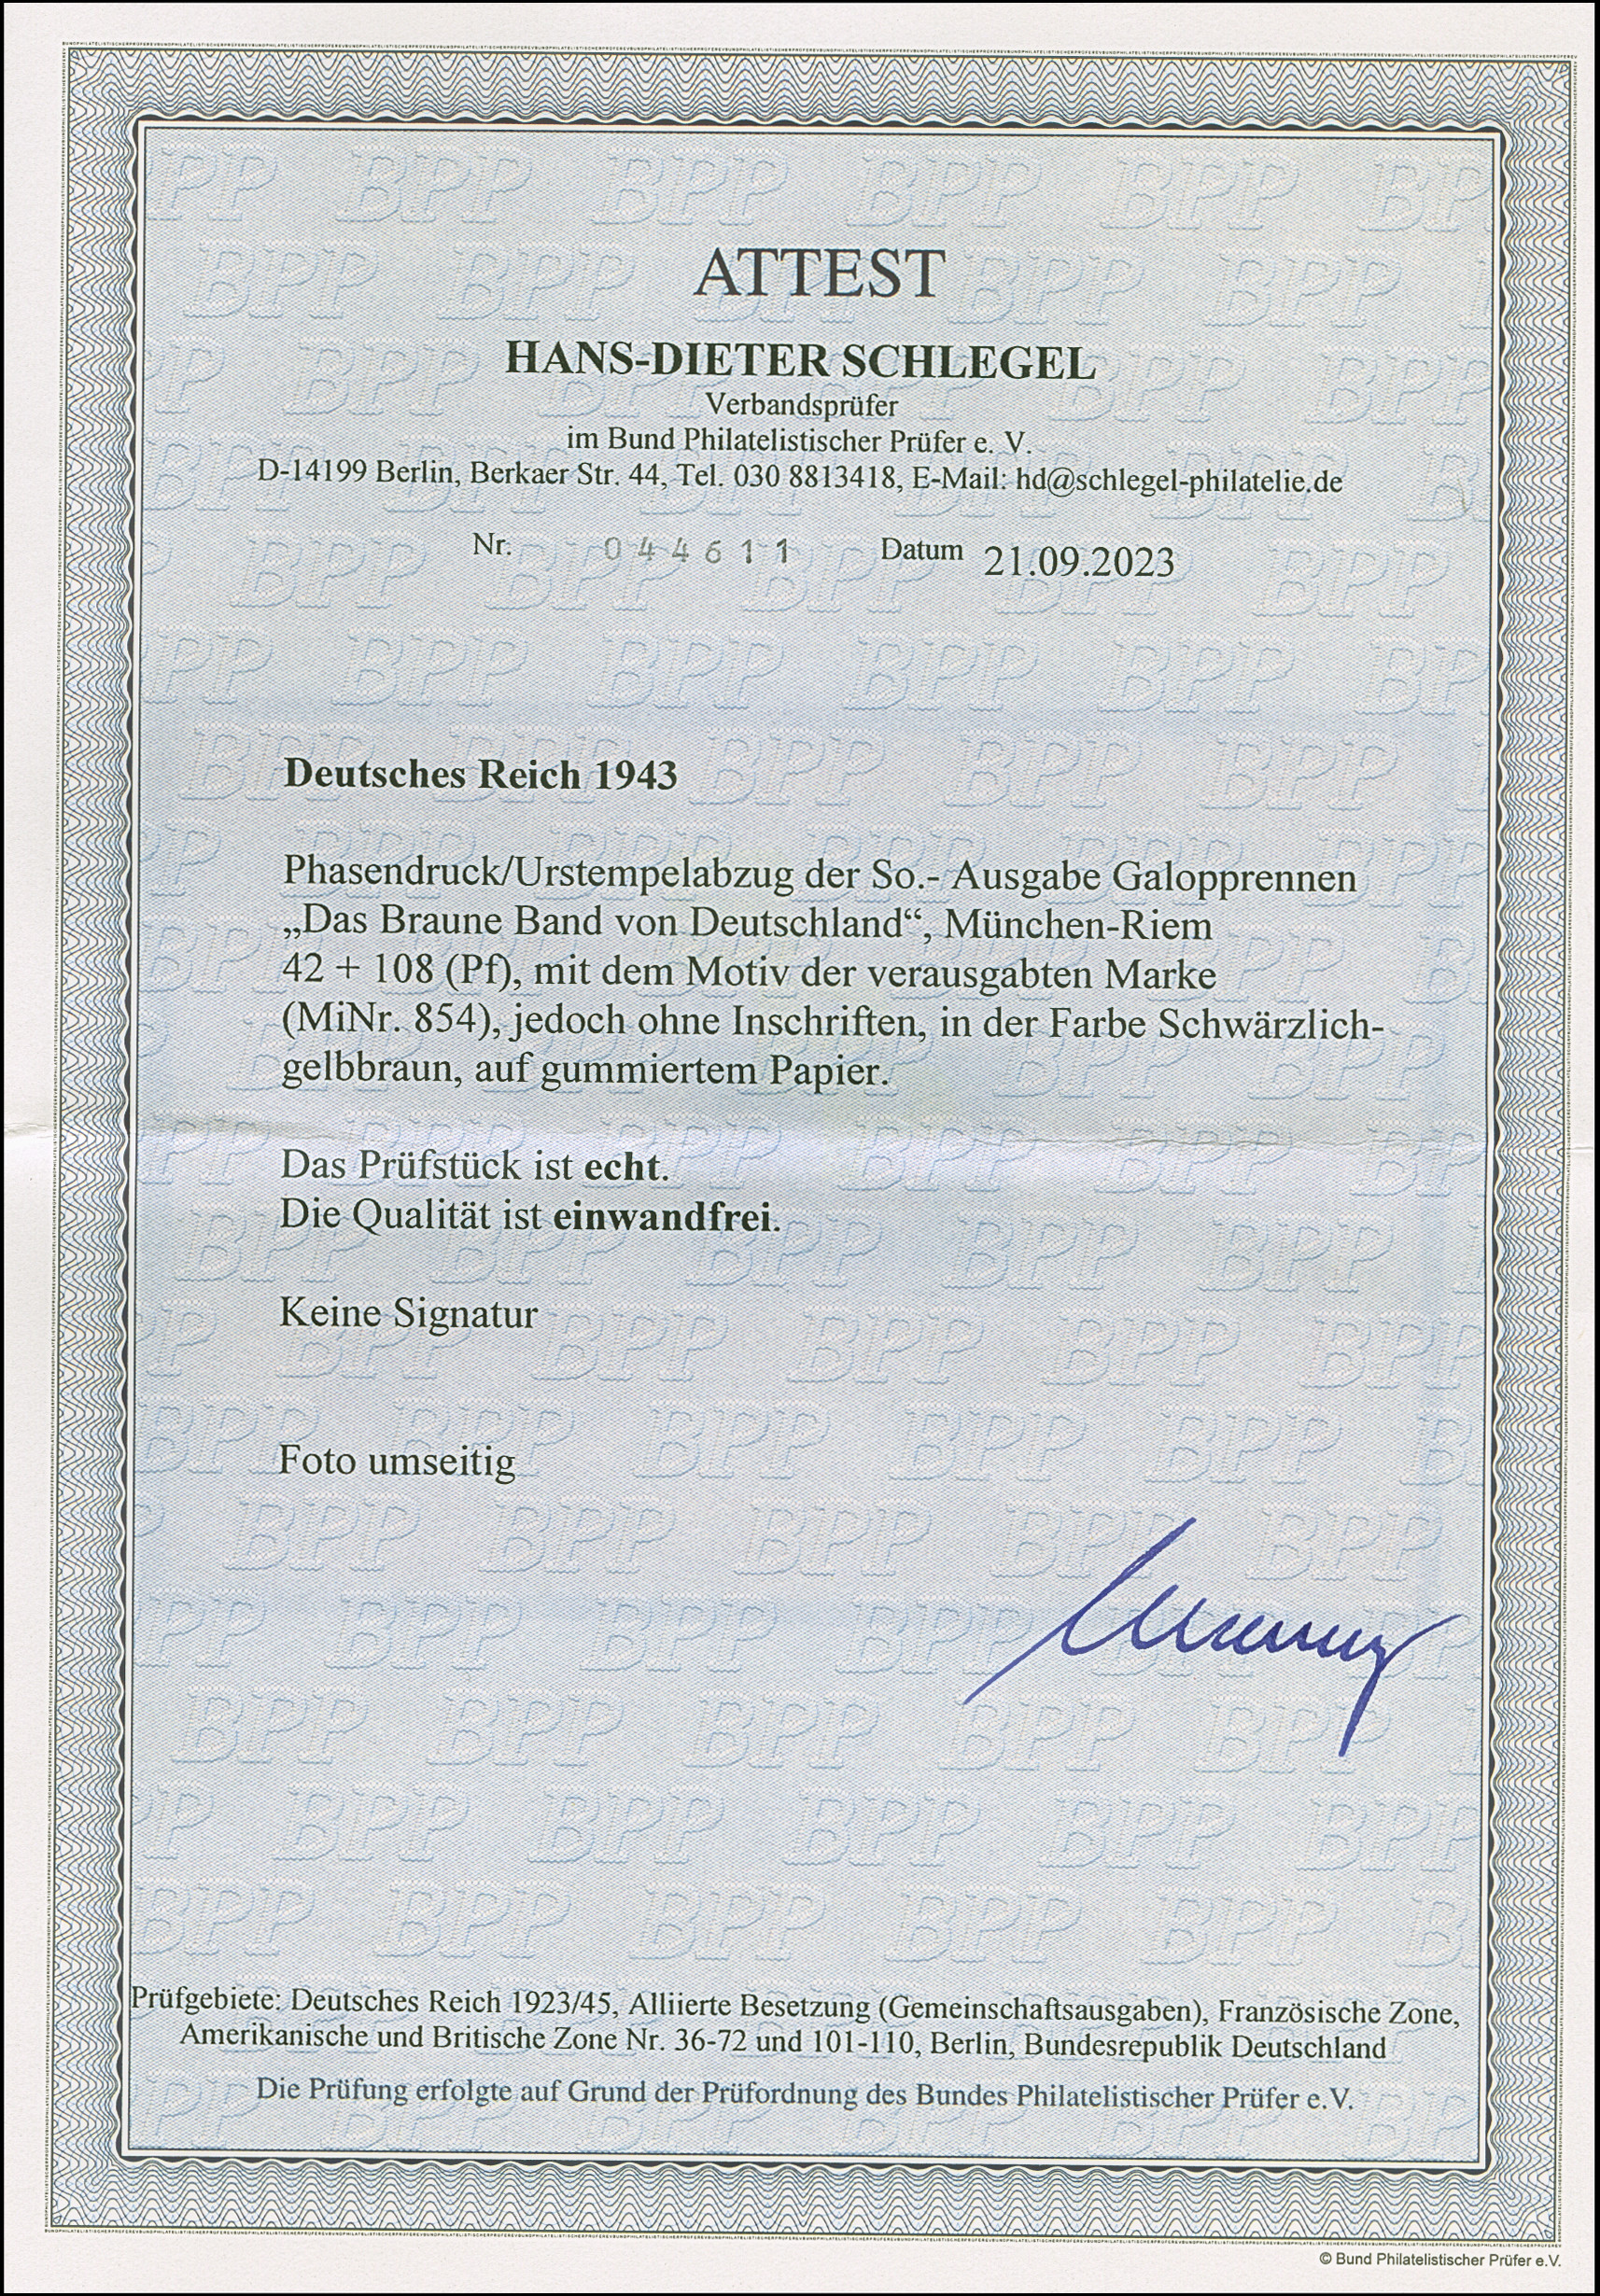 ATTEST
HANS-DIETER SCHLEGEL
Verbandsprüfer
im Bund Philatelistischer Prüfer e. V.
D-14199 Berlin, Berkaer Str. 44, Tel. 030 8813418, E-Mail: hd@schlegel-philatelie.de
Nr. 044611 Datum 21.09.2023
Deutsches Reich 1943
Phasendruck/Urstempelabzug der So.- Ausgabe Galopprennen
„Das Braune Band von Deutschland“, München-Riem
42 + 108 (Pf), mit dem Motiv der verausgabten Marke
(MiNr. 854), jedoch ohne Inschriften, in der Farbe Schwärzlich-
gelbbraun, auf gummiertem Papier.
Das Prüfstück ist echt.
Die Qualität ist einwandfrei.
Keine Signatur
Foto umseitig
Prüfgebiete: Deutsches Reich 1923/45, Alliierte Besetzung (Gemeinschaftsausgaben), Französische Zone,
Amerikanische und Britische Zone Nr. 36-72 und 101-110, Berlin, Bundesrepublik Deutschland
Die Prüfung erfolgte auf Grund der Prüfordnung des Bundes Philatelistischer Prüfer e.V.
© Bund Philatelistischer Prüfer e.V.